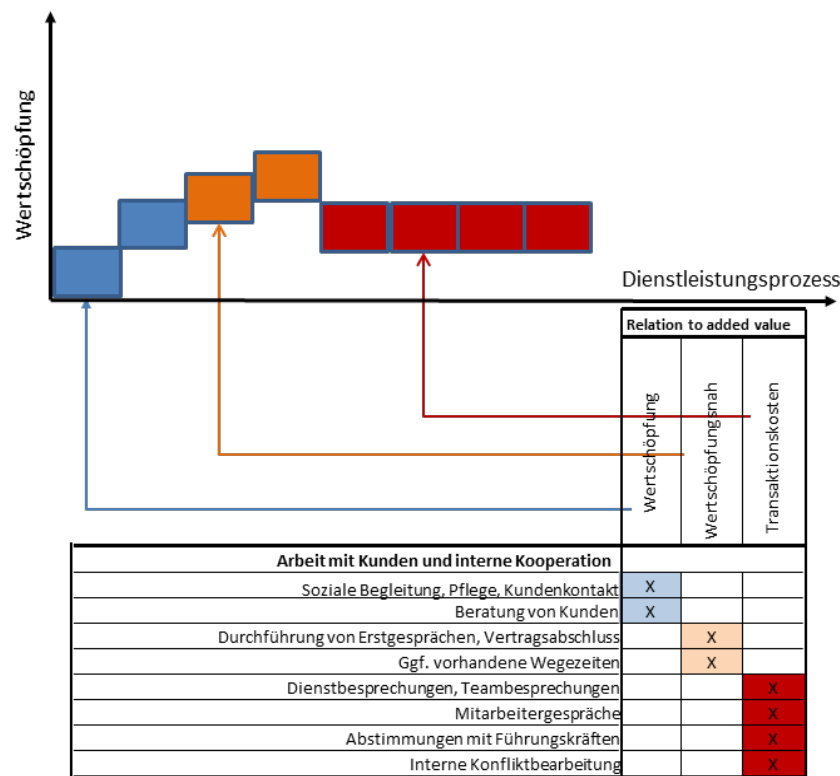 Wertschöpfung
Dienstleistungsprozess
Relation to added value
Wertschöpfung
Wertschöpfungsnah
Transaktionskosten
Arbeit mit Kunden und interne Kooperation
Soziale Begleitung, Pflege, Kundenkontakt X
Beratung von Kunden X
Durchführung von Erstgesprächen, Vertragsabschluss X
Ggf. vorhandene Wegezeiten X
Dienstbesprechungen, Teambesprechungen X
Mitarbeitergespräche X
Abstimmungen mit Führungskräften X
Interne Konfliktbearbeitung X